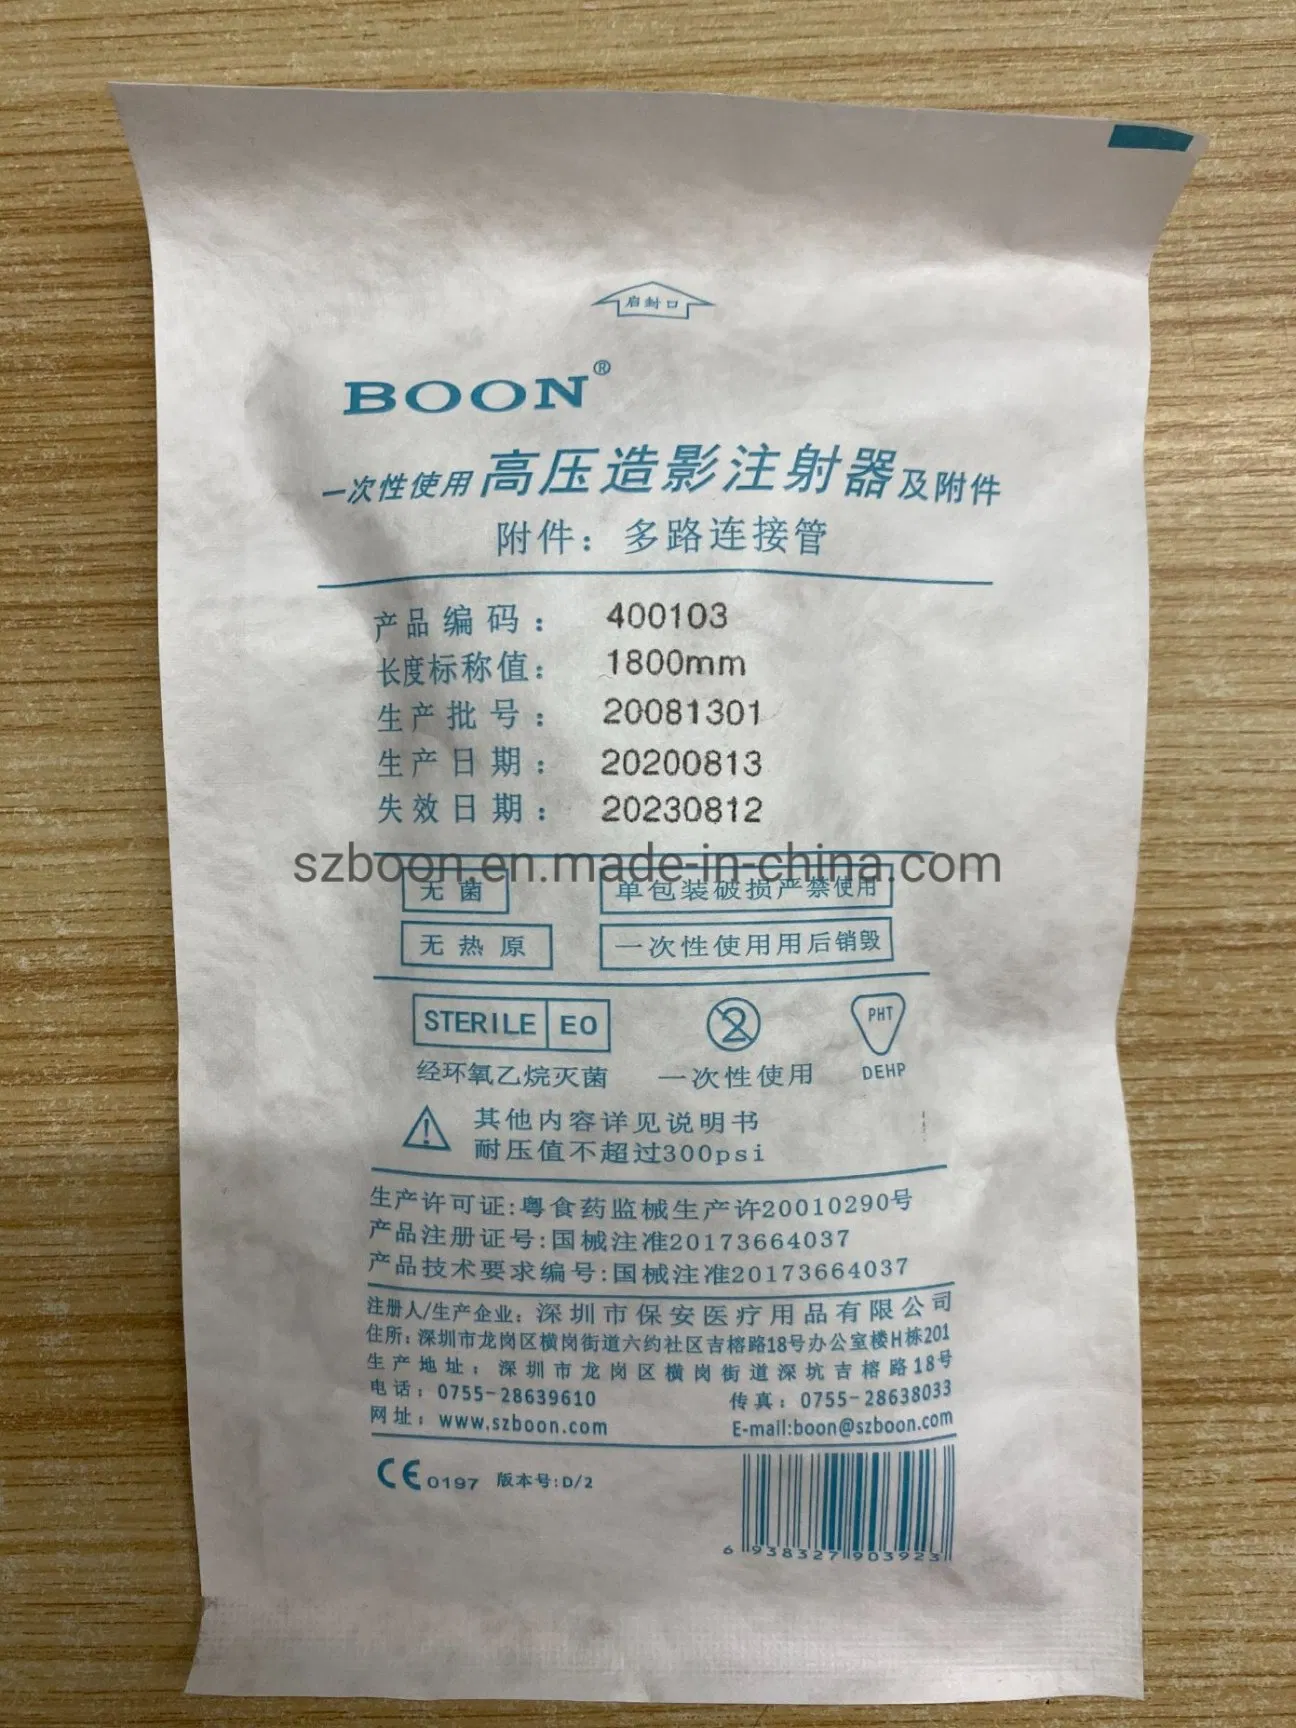 启封口
BOON®
一次性使用高压造影注射器及附件
附件：多路连接管
产品编码： 400103
长度标称值： 1800mm
生产批号： 20081301
生产日期： 20200813
失效日期： 20230812
szboon.en.made-in-china.com
无菌 单包装破损严禁使用
无热原 一次性使用用后销毁
STERILE EO 2 PHT
经环氧乙烷灭菌 一次性使用 DEHP
其他内容详见说明书
耐压值不超过300psi
生产许可证:粤食药监械生产许20010290号
产品注册证号:国械注准20173664037
产品技术要求编号:国械注准20173664037
注册人/生产企业：深圳市保安医疗用品有限公司
住所：深圳市龙岗区横岗街道六约社区吉榕路18号办公室楼H栋201
生产地址：深圳市龙岗区横岗街道深坑吉榕路18号
电话：0755-28639610 传真：0755-28638033
网址：www.szboon.com E-mail:boon@szboon.com
CE 0197 版本号:D/2
6 938327 903923